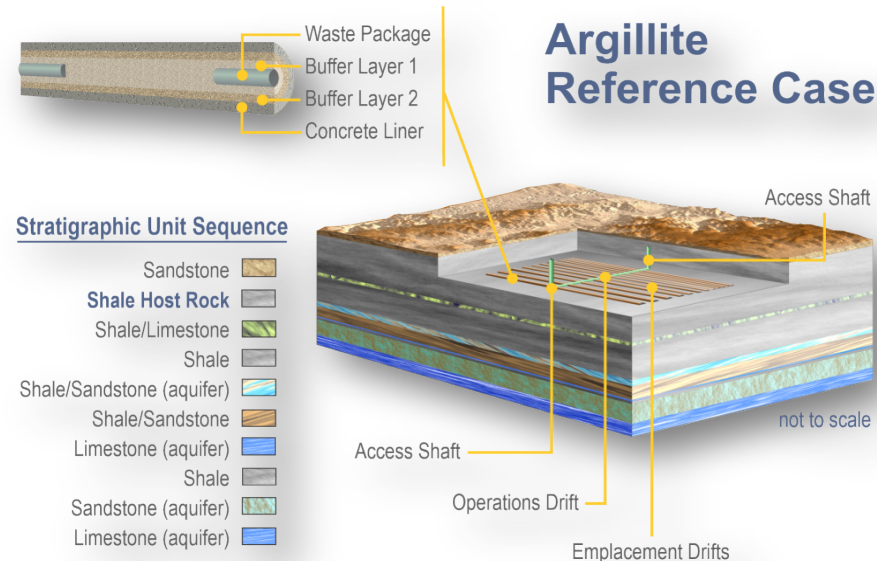 Waste Package
Buffer Layer 1
Buffer Layer 2
Concrete Liner
Argillite
Reference Case
Access Shaft
Stratigraphic Unit Sequence
Sandstone
Shale Host Rock
Shale/Limestone
Shale
Shale/Sandstone (aquifer)
Shale/Sandstone
Limestone (aquifer)
Shale
Sandstone (aquifer)
Limestone (aquifer)
not to scale
Access Shaft
Operations Drift
Emplacement Drifts